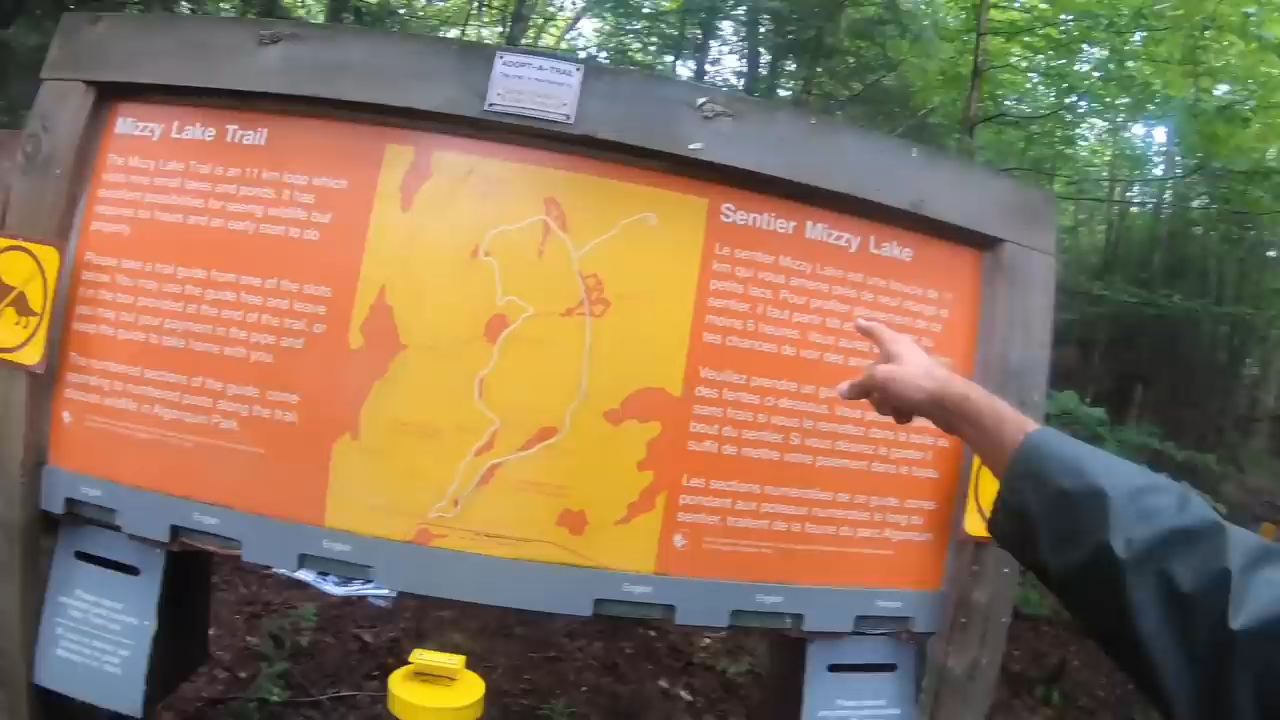 ADOPT-A-TRAIL
Mizzy Lake Trail
The Mizzy Lake Trail is an 11 km loop which
visits nine small lakes and ponds. It has
excellent possibilities for seeing wildlife but
requires six hours and an early start to do
properly.
Please take a trail guide from one of the slots
below. You may use the guide free and leave
in the box provided at the end of the trail, or
you may put your payment in the pipe and
keep the guide to take home with you.
The numbered sections of the guide, corre-
sponding to numbered posts along the trail,
discuss wildlife in Algonquin Park.
Sentier Mizzy Lake
Le sentier Mizzy Lake est une boucle de 11
km qui vous amène près de neuf étangs et
petits lacs. Pour profiter de ce
sentier, il faut partir tôt
moins 6 heures. Vous
les chances de voir des
Veuillez prendre un
des fentes ci-dessous. Vous
sans frais si vous le remettez dans la boîte
bout du sentier. Si vous désirez le garder il
suffit de mettre votre paiement dans le tuyau.
Les sections numérotées de ce guide, corres-
pondant aux poteaux numérotés le long du
sentier, traitent de la faune du parc Algonquin.
English
English
English
English
English